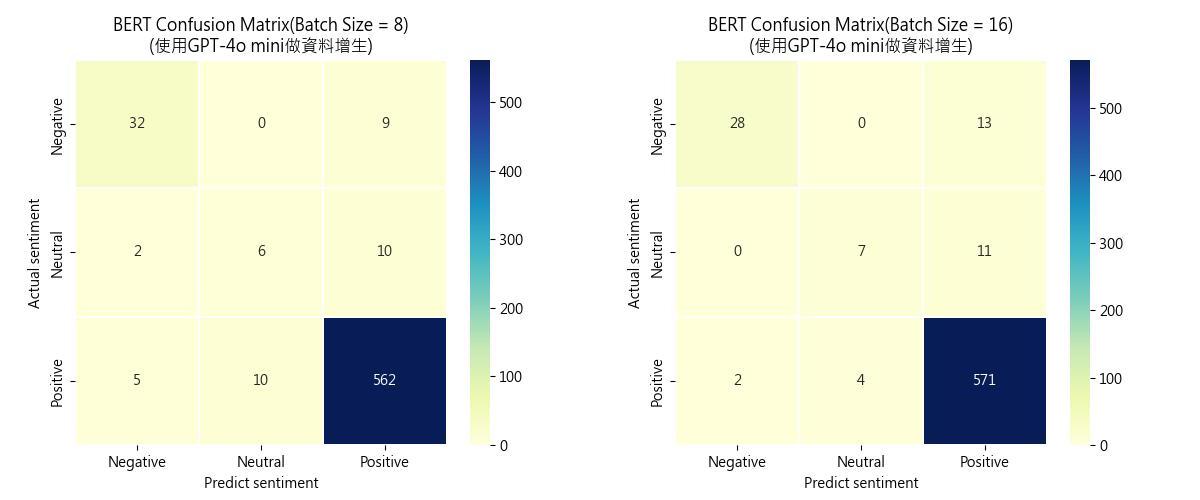 BERT Confusion Matrix(Batch Size = 8)
(使用GPT-4o mini做資料增生)
Actual sentiment
Negative
32
0
9
Neutral
2
6
10
Positive
5
10
562
Negative
Neutral
Positive
Predict sentiment
500
400
300
200
100
0
BERT Confusion Matrix(Batch Size = 16)
(使用GPT-4o mini做資料增生)
Actual sentiment
Negative
28
0
13
Neutral
0
7
11
Positive
2
4
571
Negative
Neutral
Positive
Predict sentiment
500
400
300
200
100
0